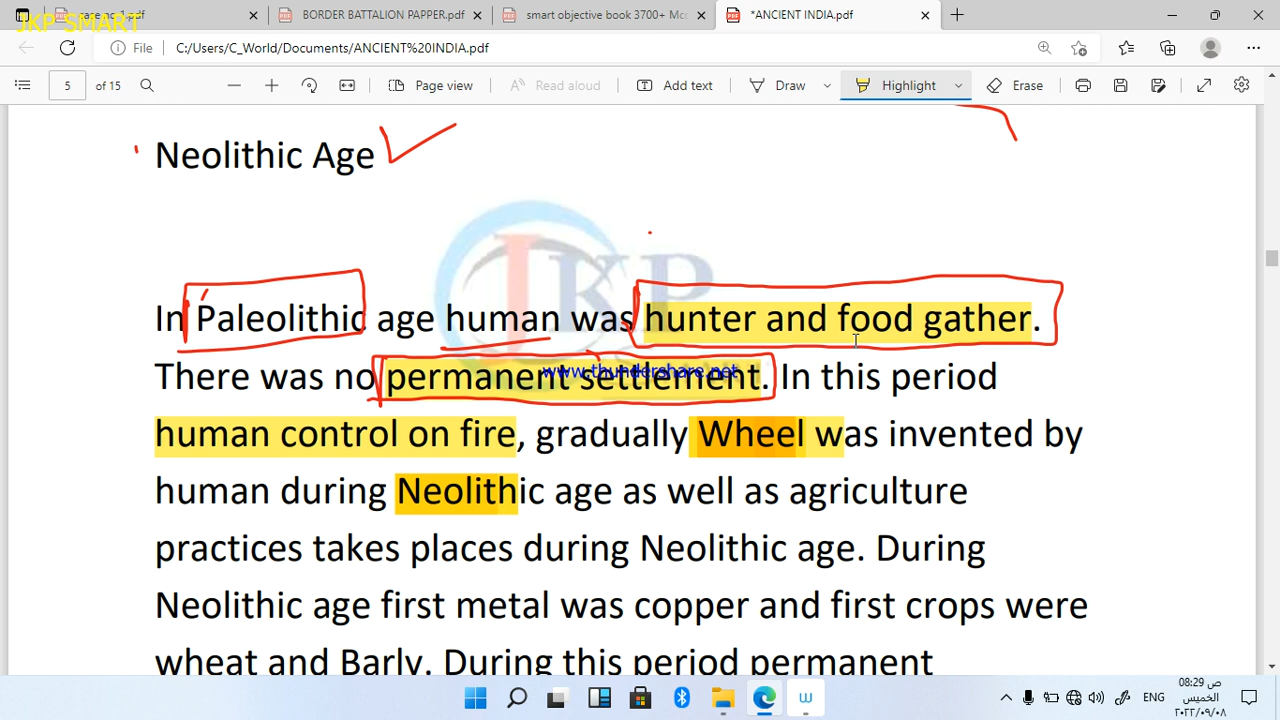 JKP SMART
paper no 1.pdf
BORDER BATTALION PAPPER.pdf
smart objective book 3700+ Mc
*ANCIENT INDIA.pdf
File C:/Users/C_World/Documents/ANCIENT%20INDIA.pdf
5 of 15 Page view Read aloud Add text Draw Highlight Erase
Neolithic Age
JKP
In Paleolithic age human was hunter and food gather.
www.thundershare.net
There was no permanent settlement. In this period
human control on fire, gradually Wheel was invented by
human during Neolithic age as well as agriculture
practices takes places during Neolithic age. During
Neolithic age first metal was copper and first crops were
wheat and Barly. During this period permanent
ENG
08:29 ص
الخميس
٢٠٢٢/٠٩/٠٨